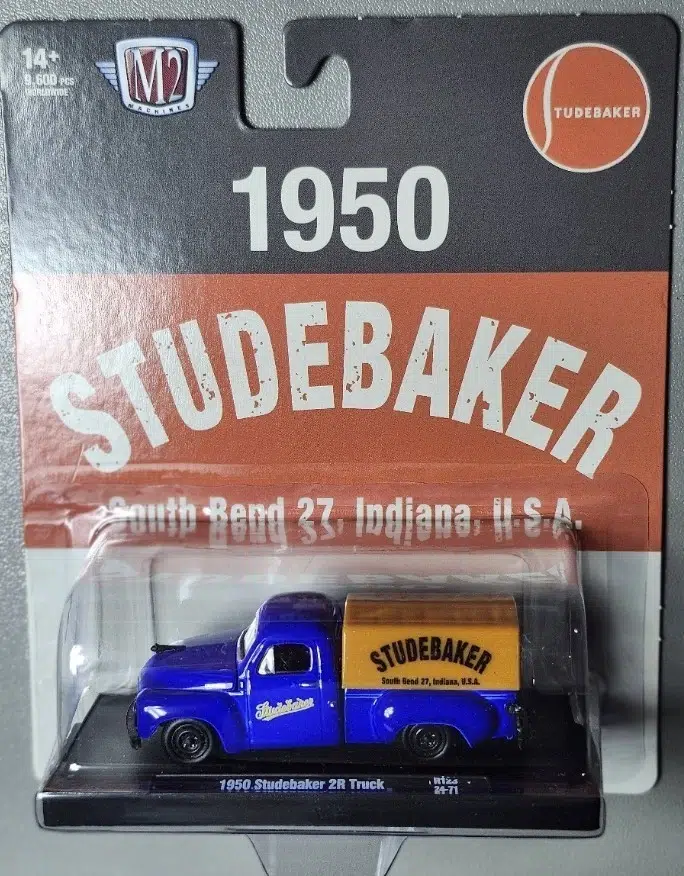 14+
9,600 PCS
WORLDWIDE
M2
MACHINES
STUDEBAKER
1950
STUDEBAKER
South Bend 27, Indiana, U.S.A.
STUDEBAKER
South Bend 27, Indiana, U.S.A.
Studebaker
1950 Studebaker 2R Truck
24-71